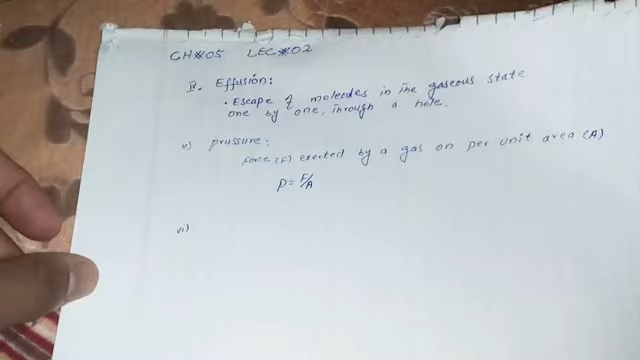 CH#05 LEC#02
IV. Effusion:
• Escape of molecules in the gaseous state
one by one, through a hole.
v) pressure:
Force (F) exerted by a gas on per unit area (A)
P = F/A
vi)